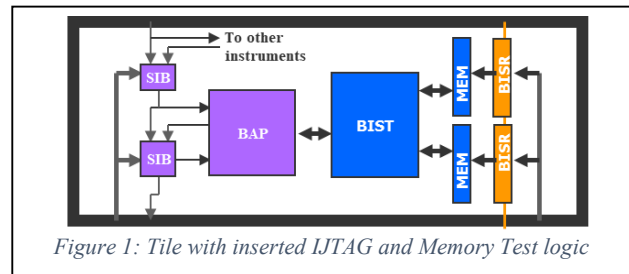 To other
instruments
SIB
BAP
BIST
MEM
BISR
SIB
MEM
BISR
Figure 1: Tile with inserted IJTAG and Memory Test logic